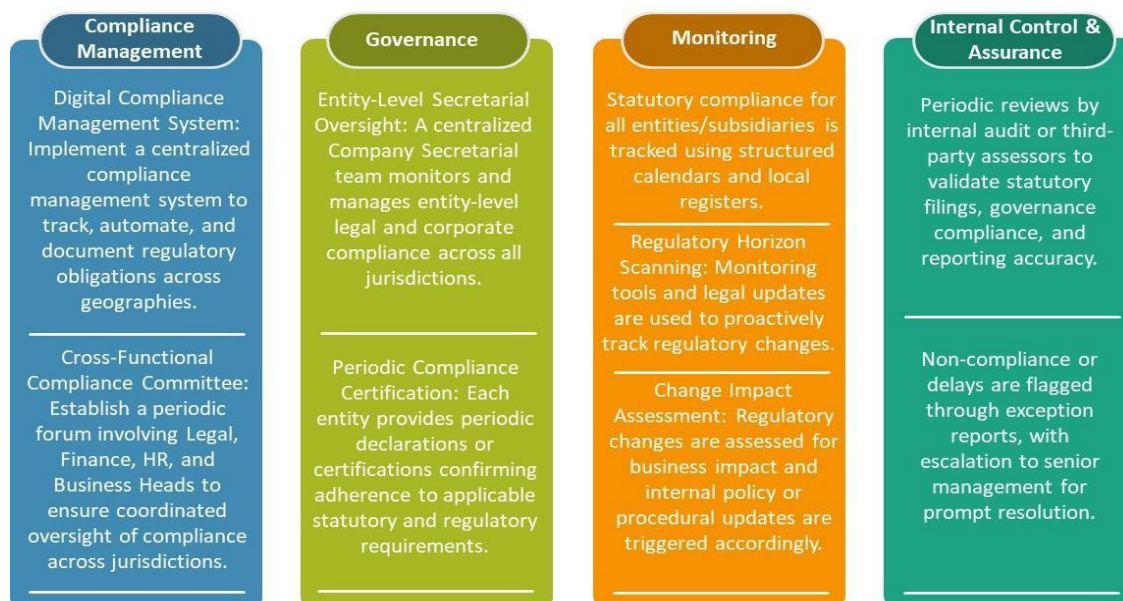 Compliance
Management
Digital Compliance
Management System:
Implement a centralized
compliance
management system to
track, automate, and
document regulatory
obligations across
geographies.
Cross-Functional
Compliance Committee:
Establish a periodic
forum involving Legal,
Finance, HR, and
Business Heads to
ensure coordinated
oversight of compliance
across jurisdictions.
Governance
Entity-Level Secretarial
Oversight: A centralized
Company Secretarial
team monitors and
manages entity-level
legal and corporate
compliance across all
jurisdictions.
Periodic Compliance
Certification: Each
entity provides periodic
declarations or
certifications confirming
adherence to applicable
statutory and regulatory
requirements.
Monitoring
Statutory compliance for
all entities/subsidiaries is
tracked using structured
calendars and local
registers.
Regulatory Horizon
Scanning: Monitoring
tools and legal updates
are used to proactively
track regulatory changes.
Change Impact
Assessment: Regulatory
changes are assessed for
business impact and
internal policy or
procedural updates are
triggered accordingly.
Internal Control &
Assurance
Periodic reviews by
internal audit or third-
party assessors to
validate statutory
filings, governance
compliance, and
reporting accuracy.
Non-compliance or
delays are flagged
through exception
reports, with
escalation to senior
management for
prompt resolution.